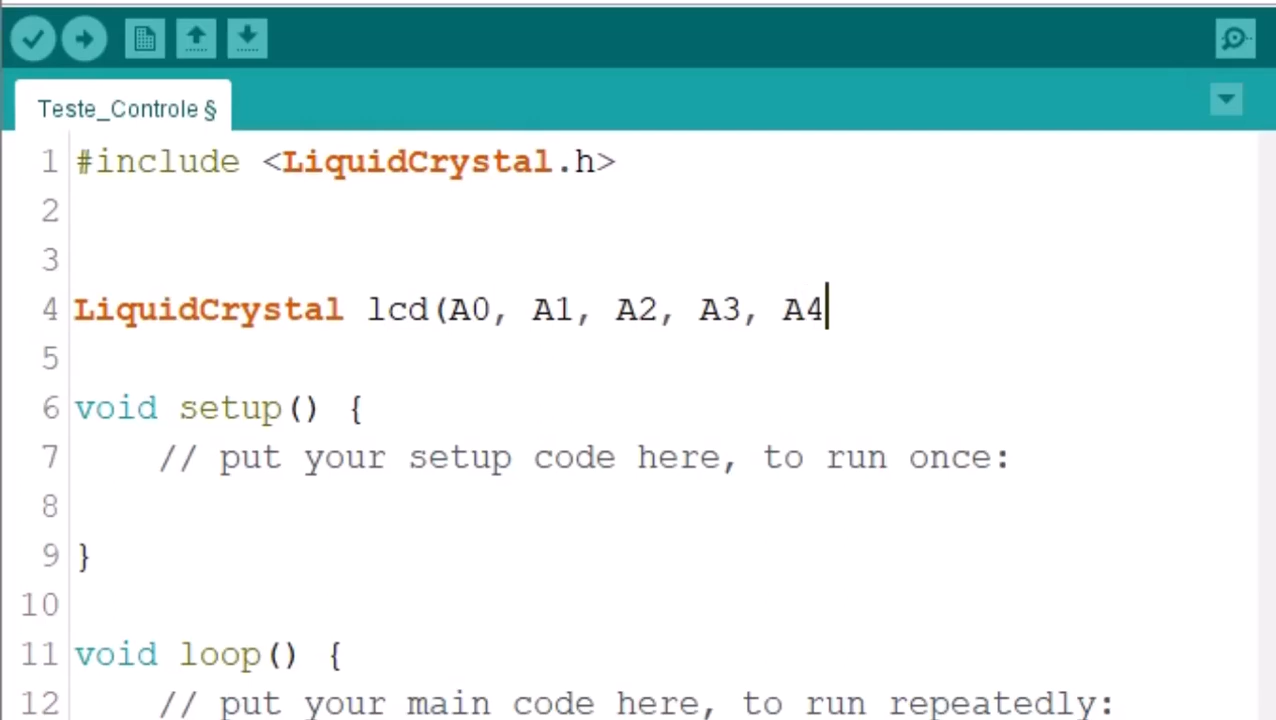 Teste_Controle §
1 #include <LiquidCrystal.h>
2
3
4 LiquidCrystal lcd(A0, A1, A2, A3, A4
5
6 void setup() {
7     // put your setup code here, to run once:
8
9 }
10
11 void loop() {
12     // put your main code here, to run repeatedly: